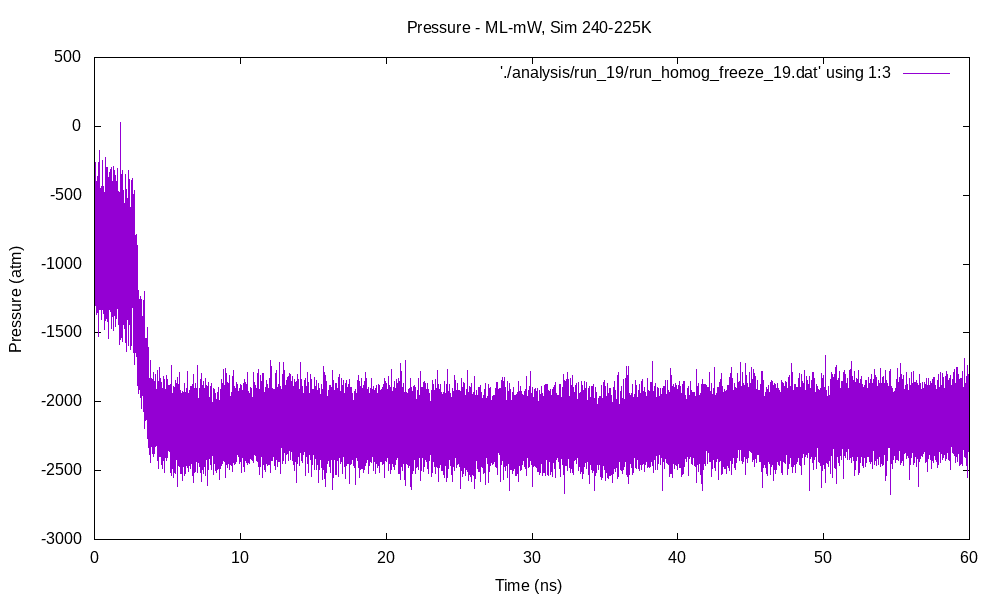 Pressure - ML-mW, Sim 240-225K
'./analysis/run_19/run_homog_freeze_19.dat' using 1:3
500
0
-500
-1000
-1500
-2000
-2500
-3000
Pressure (atm)
0 10 20 30 40 50 60
Time (ns)